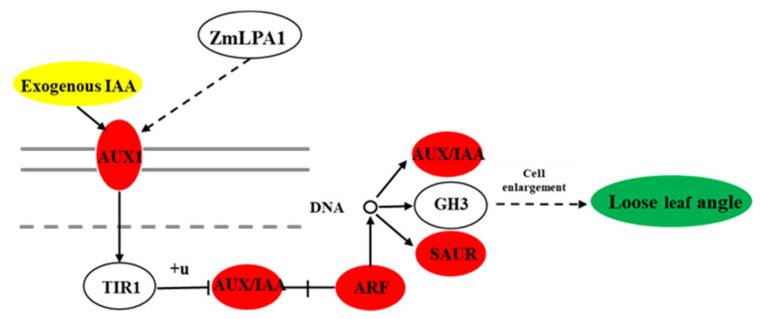 ZmLPA1
Exogenous IAA
AUX1
AUX/IAA
Cell
enlargement
DNA
GH3
Loose leaf angle
SAUR
+u
TIR1
AUX/IAA
ARF